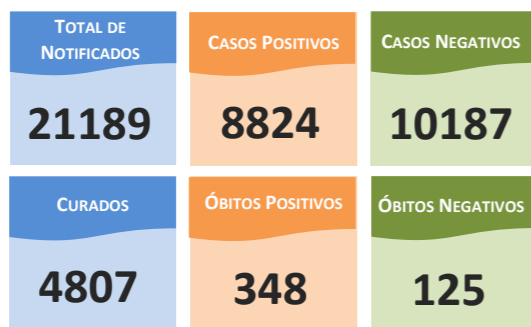 TOTAL DE
NOTIFICADOS
21189
CASOS POSITIVOS
8824
CASOS NEGATIVOS
10187
CURADOS
4807
ÓBITOS POSITIVOS
348
ÓBITOS NEGATIVOS
125